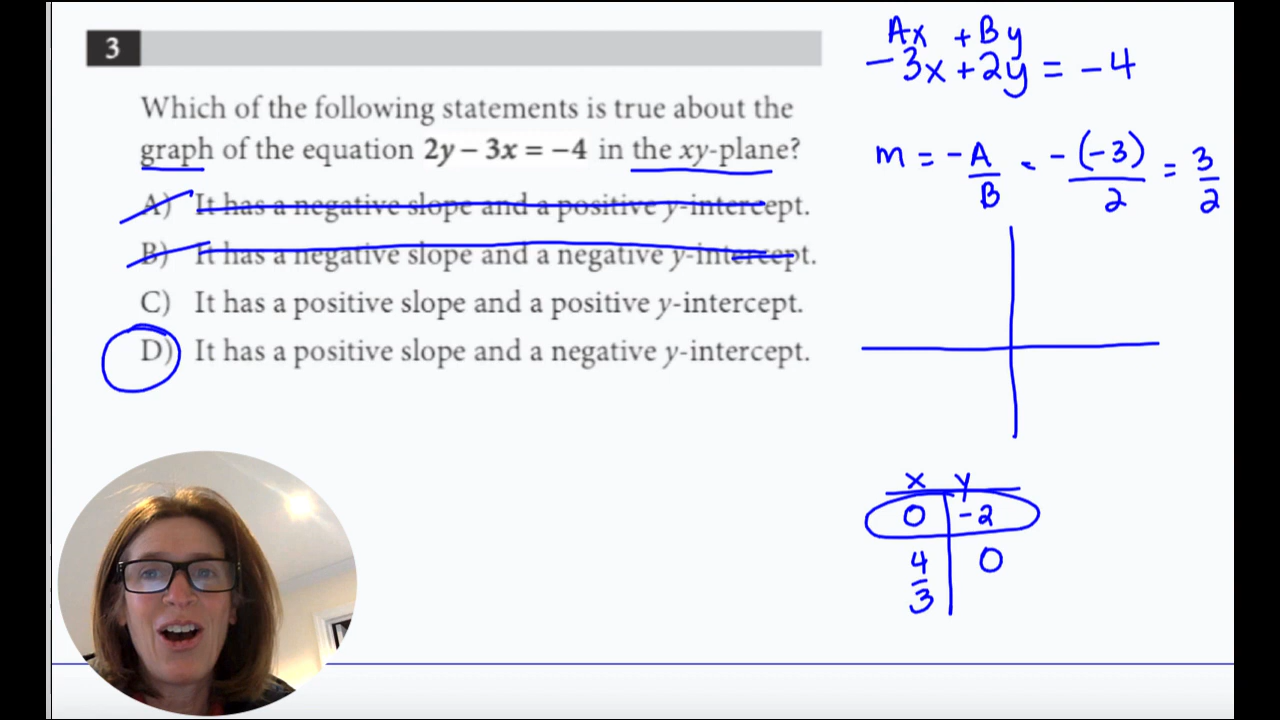 3
Which of the following statements is true about the
graph of the equation 2y – 3x = –4 in the xy-plane?
A) It has a negative slope and a positive y-intercept.
B) It has a negative slope and a negative y-intercept.
C) It has a positive slope and a positive y-intercept.
D) It has a positive slope and a negative y-intercept.
Ax + By
-3x + 2y = -4
m = -A/B - -(-3)/2 = 3/2
x y
0 -2
4/3 0